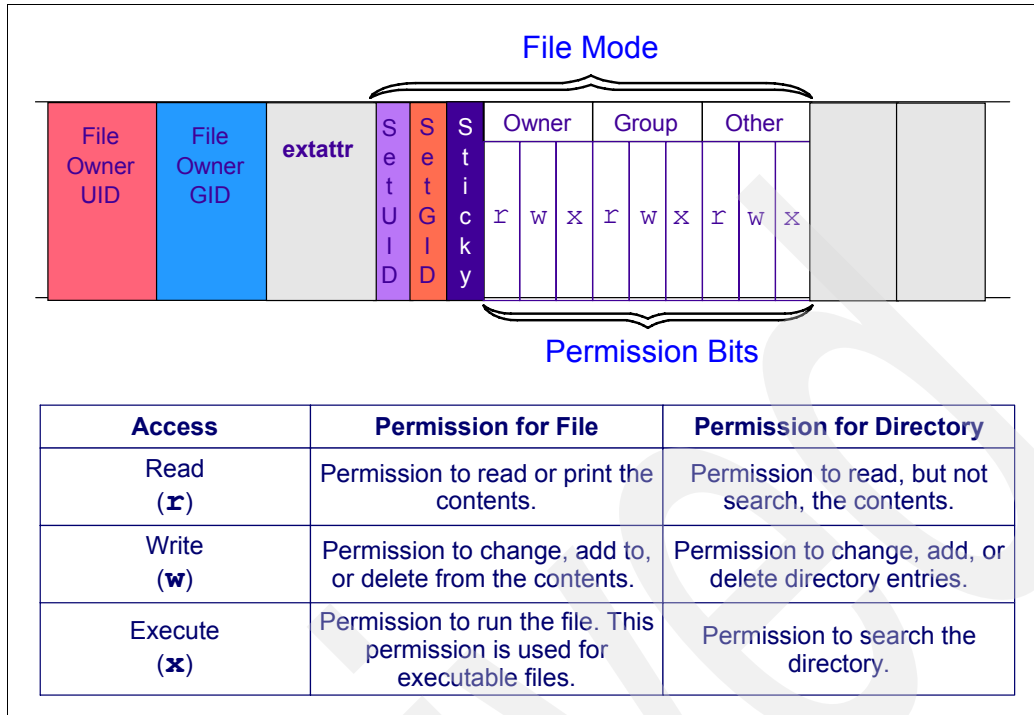 File Mode
File
Owner
UID
File
Owner
GID
extattr
SetUID
SetGID
Sticky
Owner Group Other
r w x r w x r w x
Permission Bits
Access Permission for File Permission for Directory
Read
(r)
Permission to read or print the
contents.
Permission to read, but not
search, the contents.
Write
(w)
Permission to change, add to,
or delete from the contents.
Permission to change, add, or
delete directory entries.
Execute
(x)
Permission to run the file. This
permission is used for
executable files.
Permission to search the
directory.